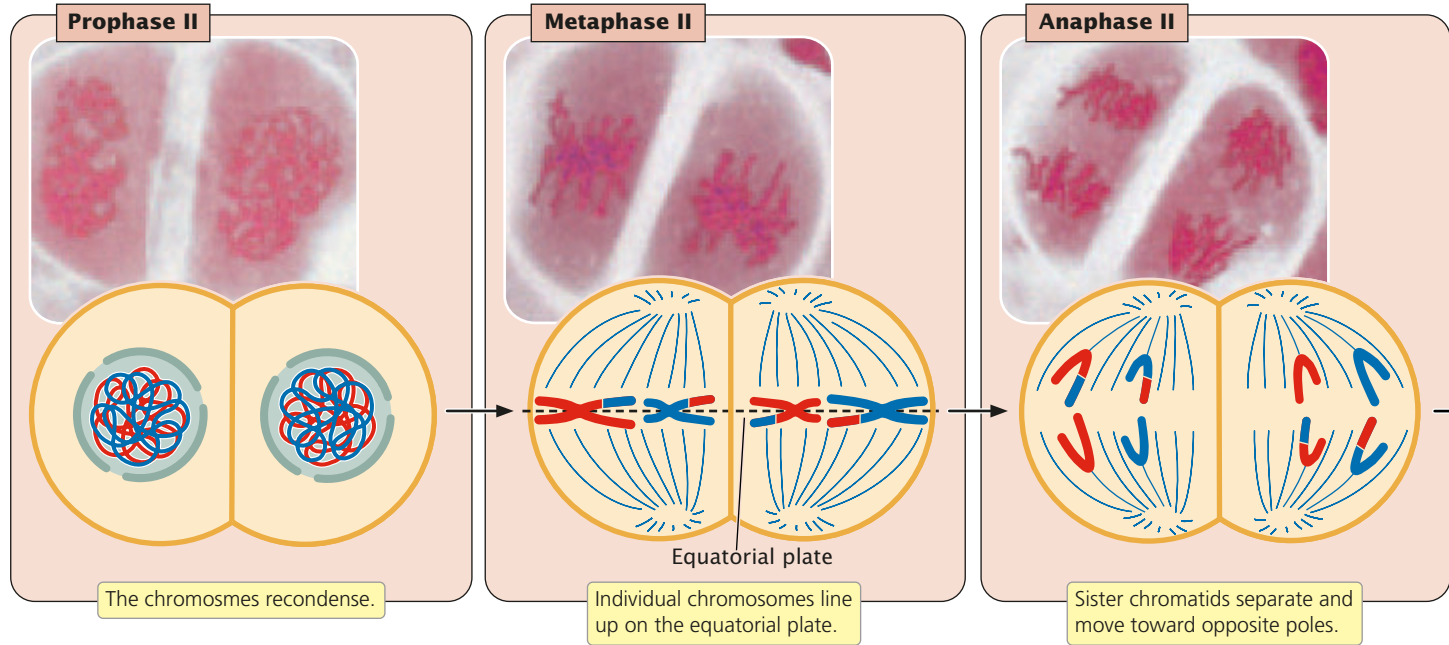 Prophase II
Metaphase II
Anaphase II
Equatorial plate
The chromosmes recondense.
Individual chromosomes line
up on the equatorial plate.
Sister chromatids separate and
move toward opposite poles.